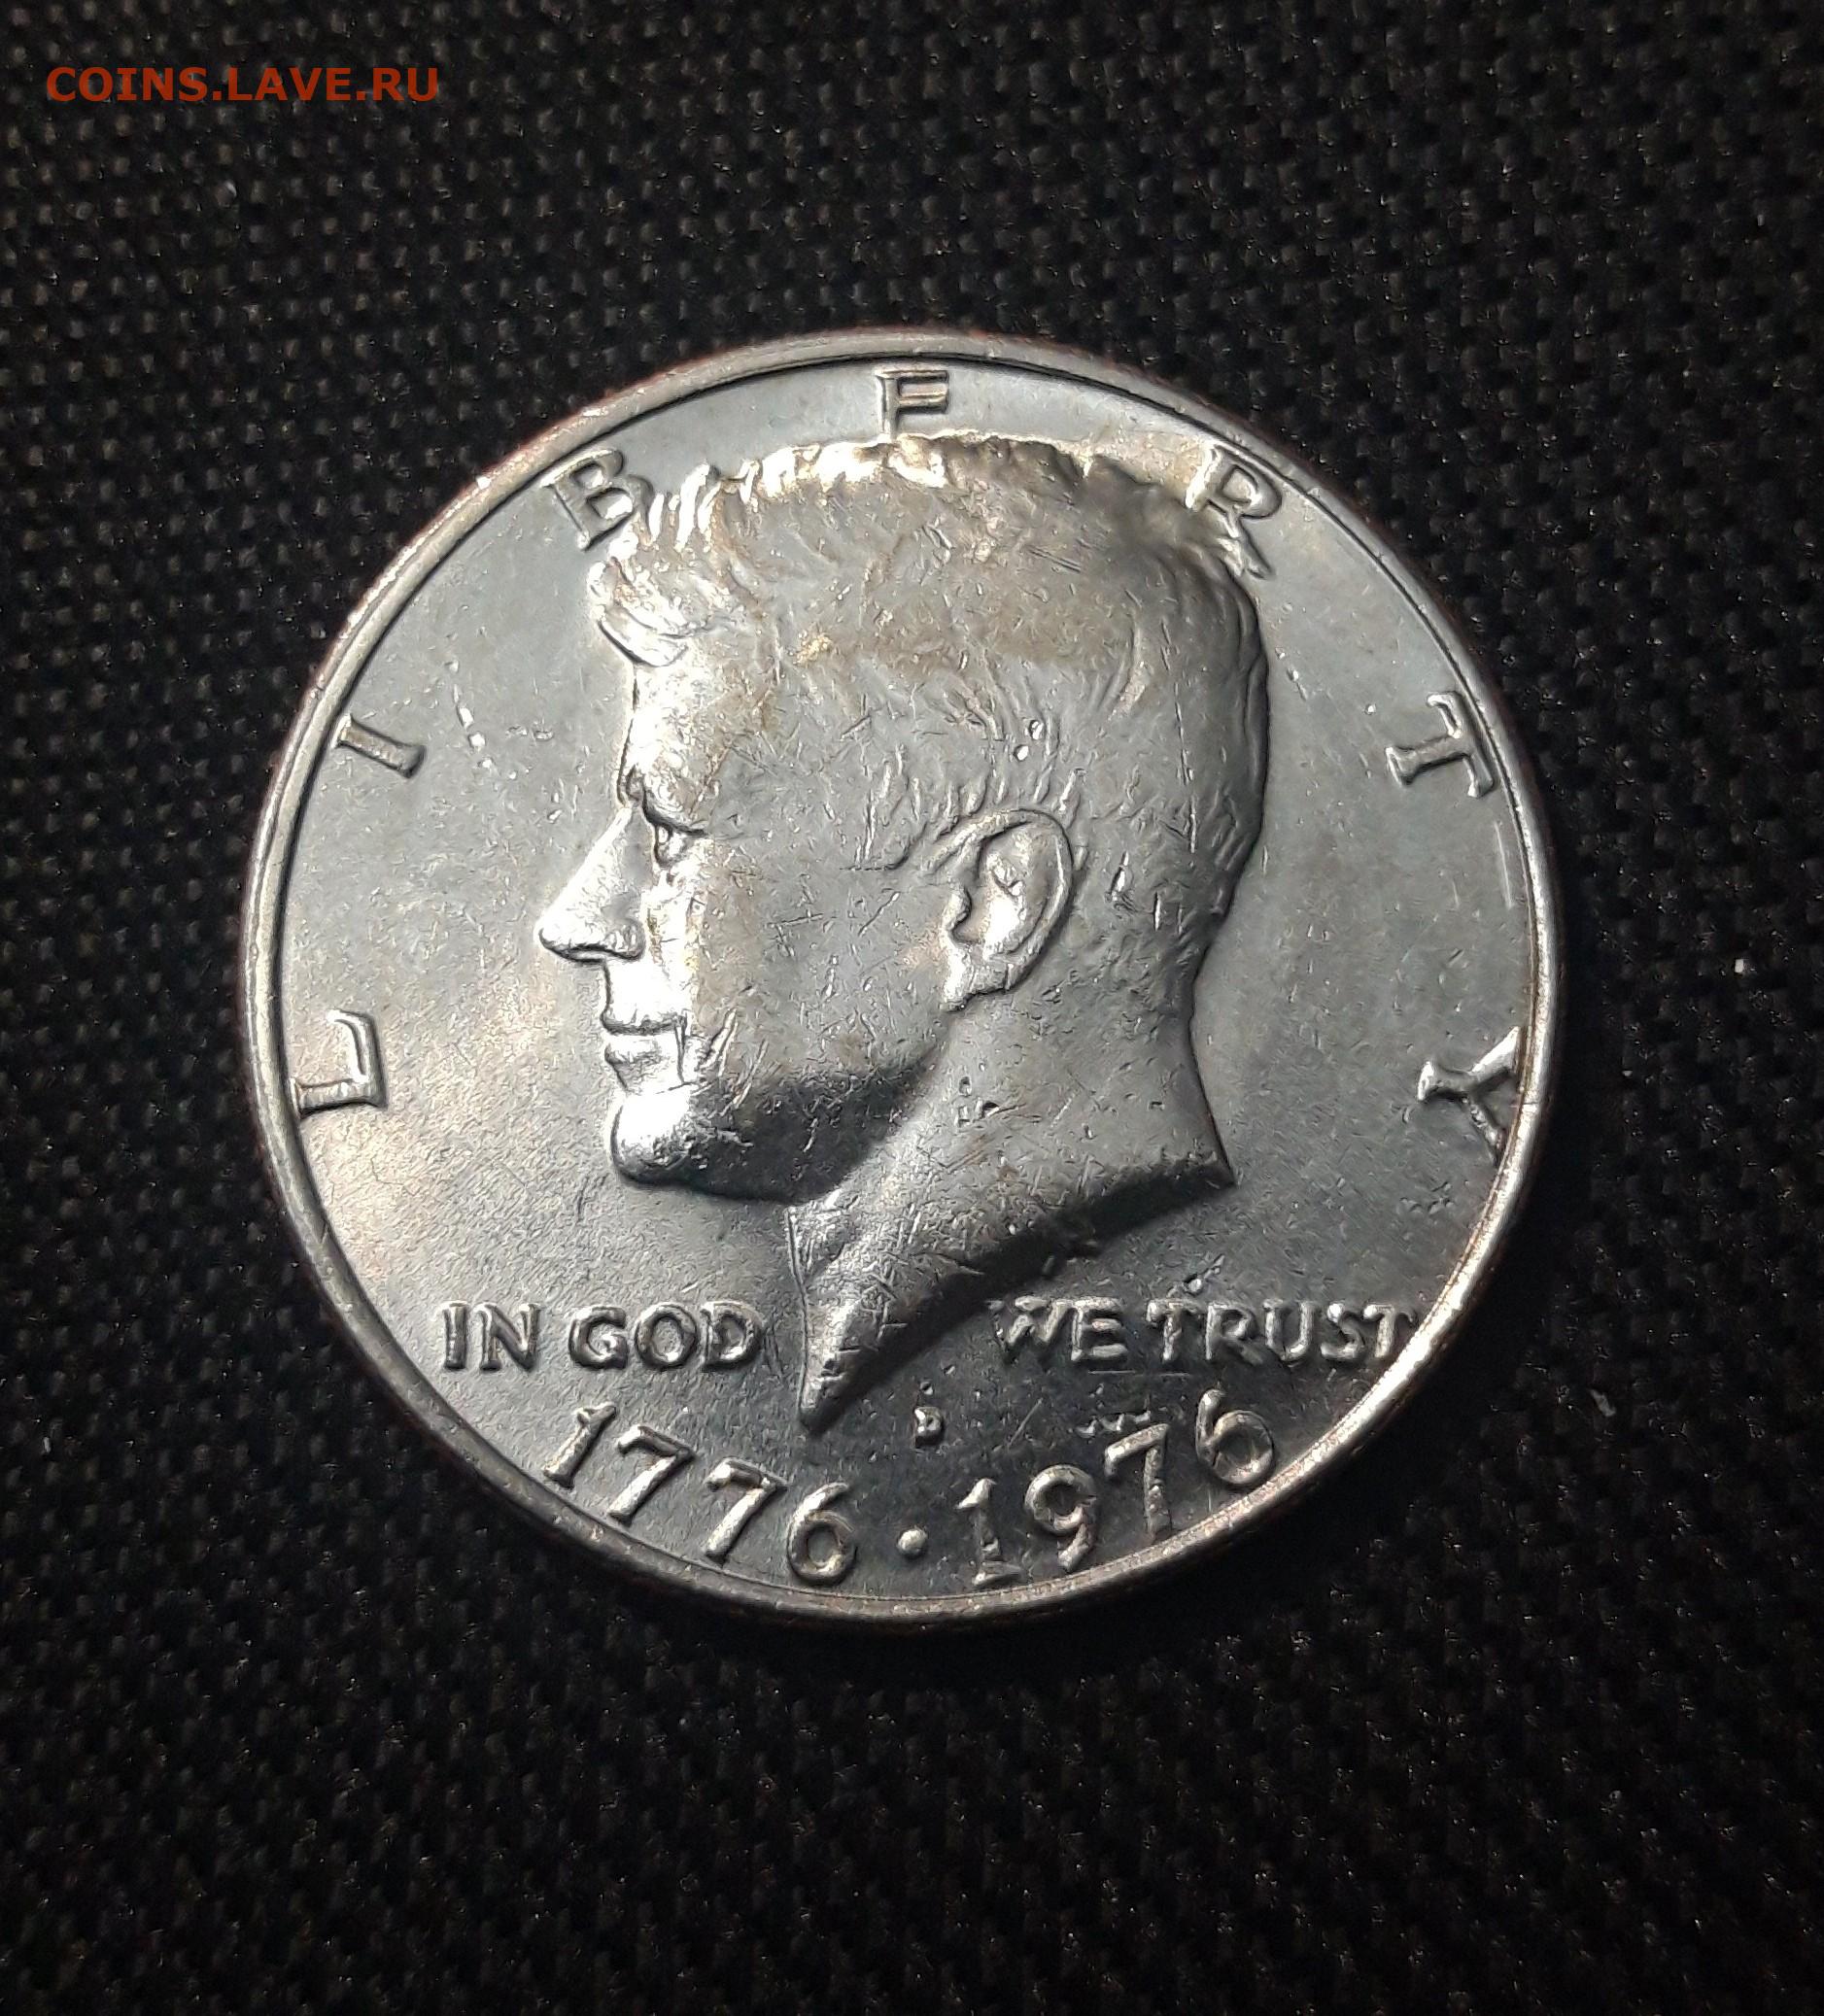 COINS.LAVE.RU
LIBERTY
IN GOD WE TRUST
D
1776 · 1976